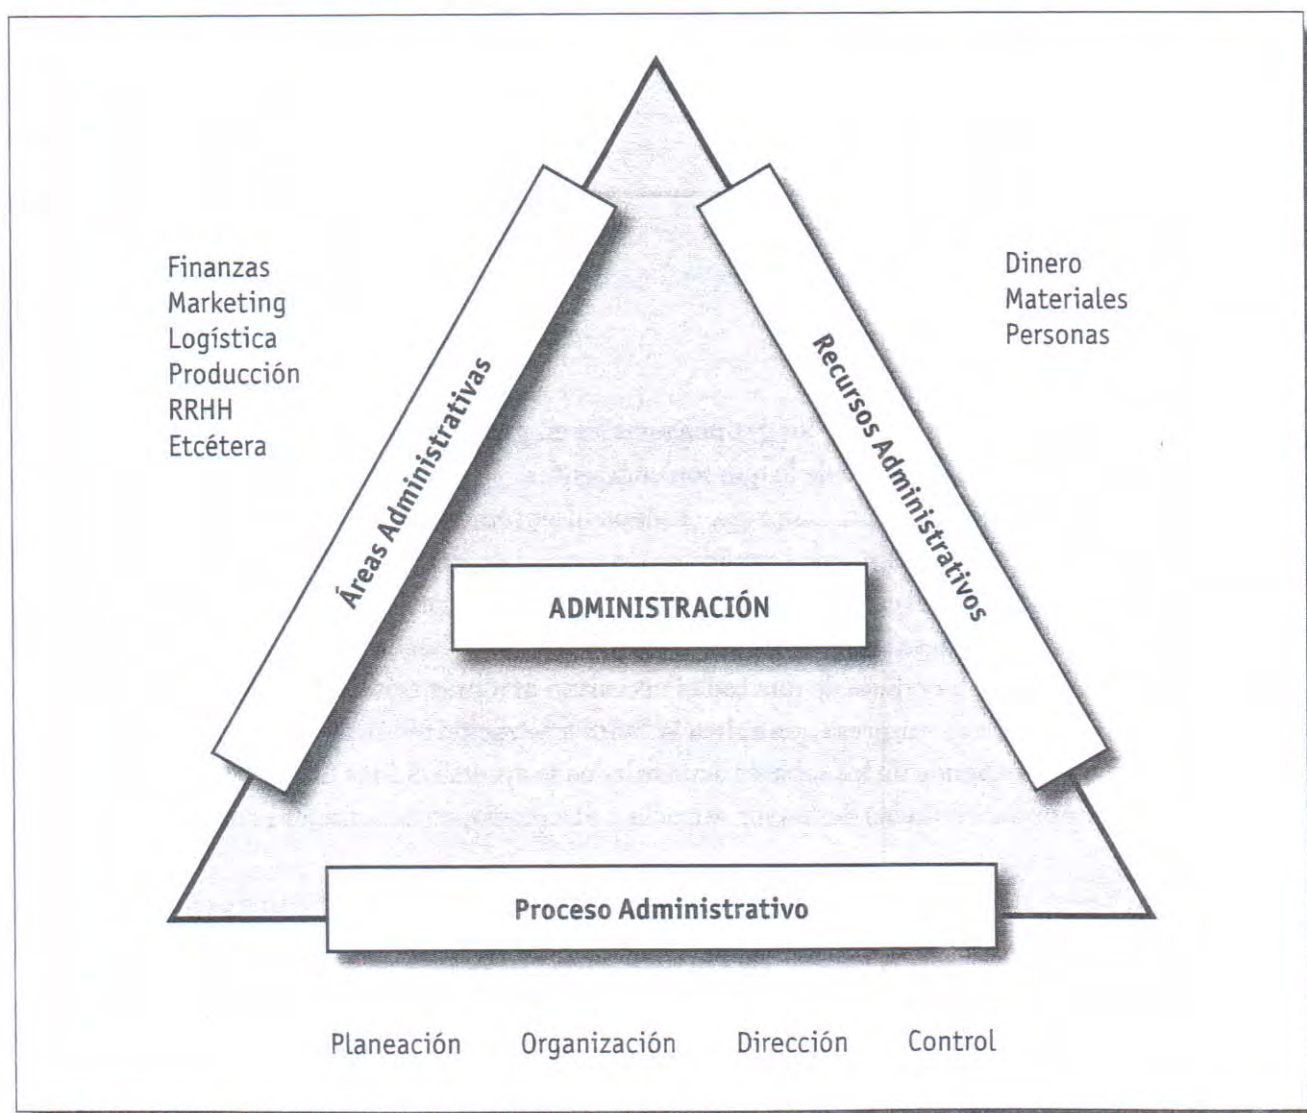 Finanzas
Marketing
Logística
Producción
RRHH
Etcétera
Dinero
Materiales
Personas
Áreas Administrativas
Recursos Administrativos
ADMINISTRACIÓN
Proceso Administrativo
Planeación Organización Dirección Control